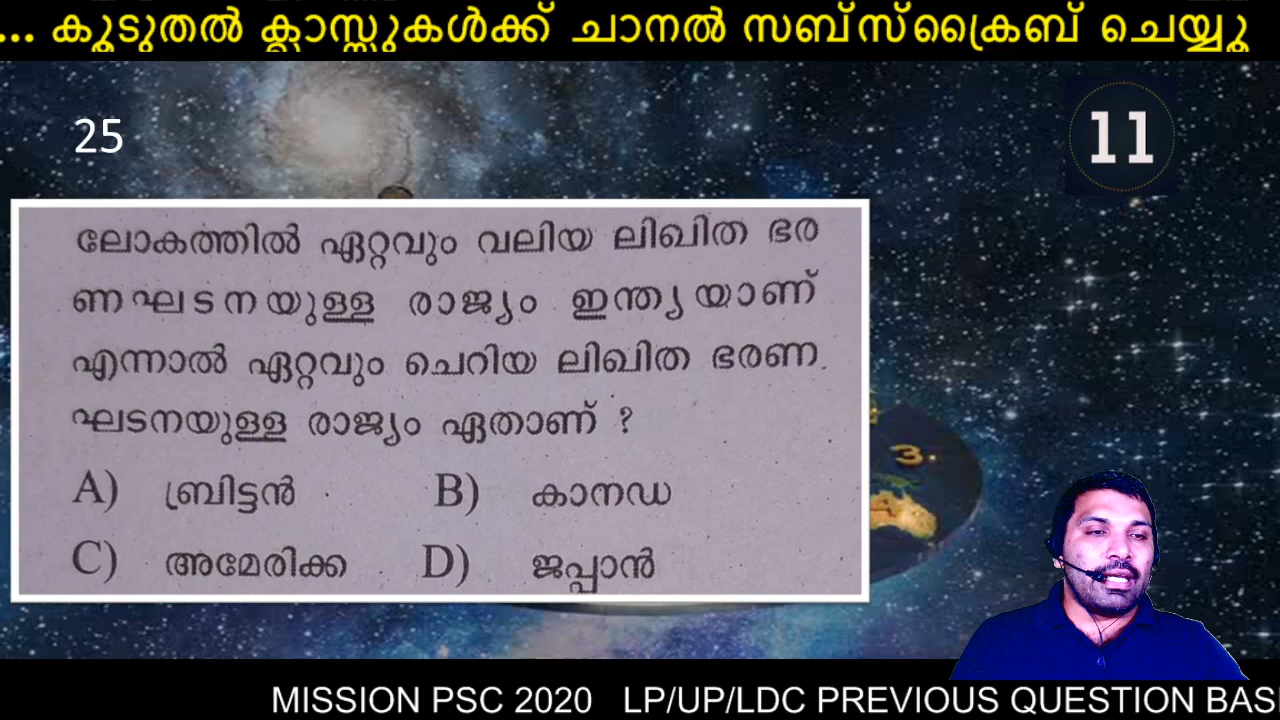 ... കൂടുതൽ ക്ലാസ്സുകൾക്ക് ചാനൽ സബ്സ്ക്രൈബ് ചെയ്യൂ
25
11
ലോകത്തിൽ ഏറ്റവും വലിയ ലിഖിത ഭര
ണഘടനയുള്ള രാജ്യം ഇന്ത്യയാണ്
എന്നാൽ ഏറ്റവും ചെറിയ ലിഖിത ഭരണ
ഘടനയുള്ള രാജ്യം ഏതാണ് ?
A) ബ്രിട്ടൻ B) കാനഡ
C) അമേരിക്ക D) ജപ്പാൻ
3.
MISSION PSC 2020 LP/UP/LDC PREVIOUS QUESTION BAS